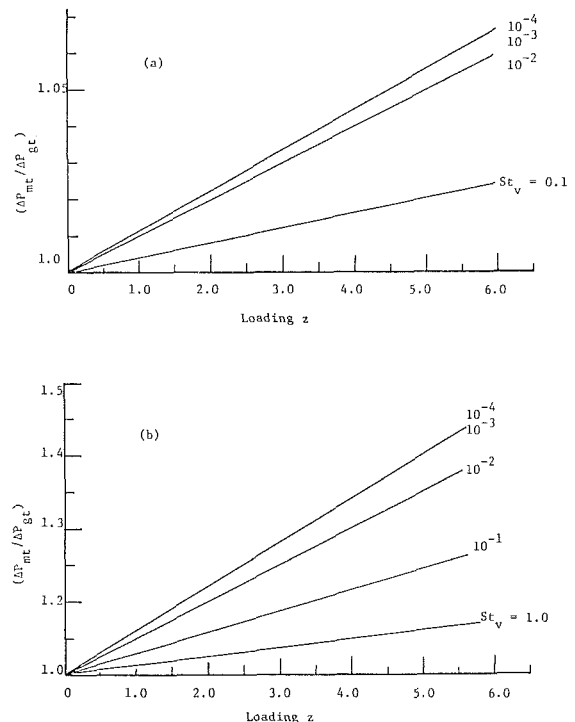 10^-4
10^-3
10^-2
(a)
1.05
(ΔP_mt/ΔP_gt)
St_v = 0.1
1.0
0 1.0 2.0 3.0 4.0 5.0 6.0
Loading z
1.5
10^-4
10^-3
(b)
1.4
10^-2
(ΔP_mt/ΔP_gt)
1.3
10^-1
1.2
St_v = 1.0
1.0
0 1.0 2.0 3.0 4.0 5.0 6.0
Loading z